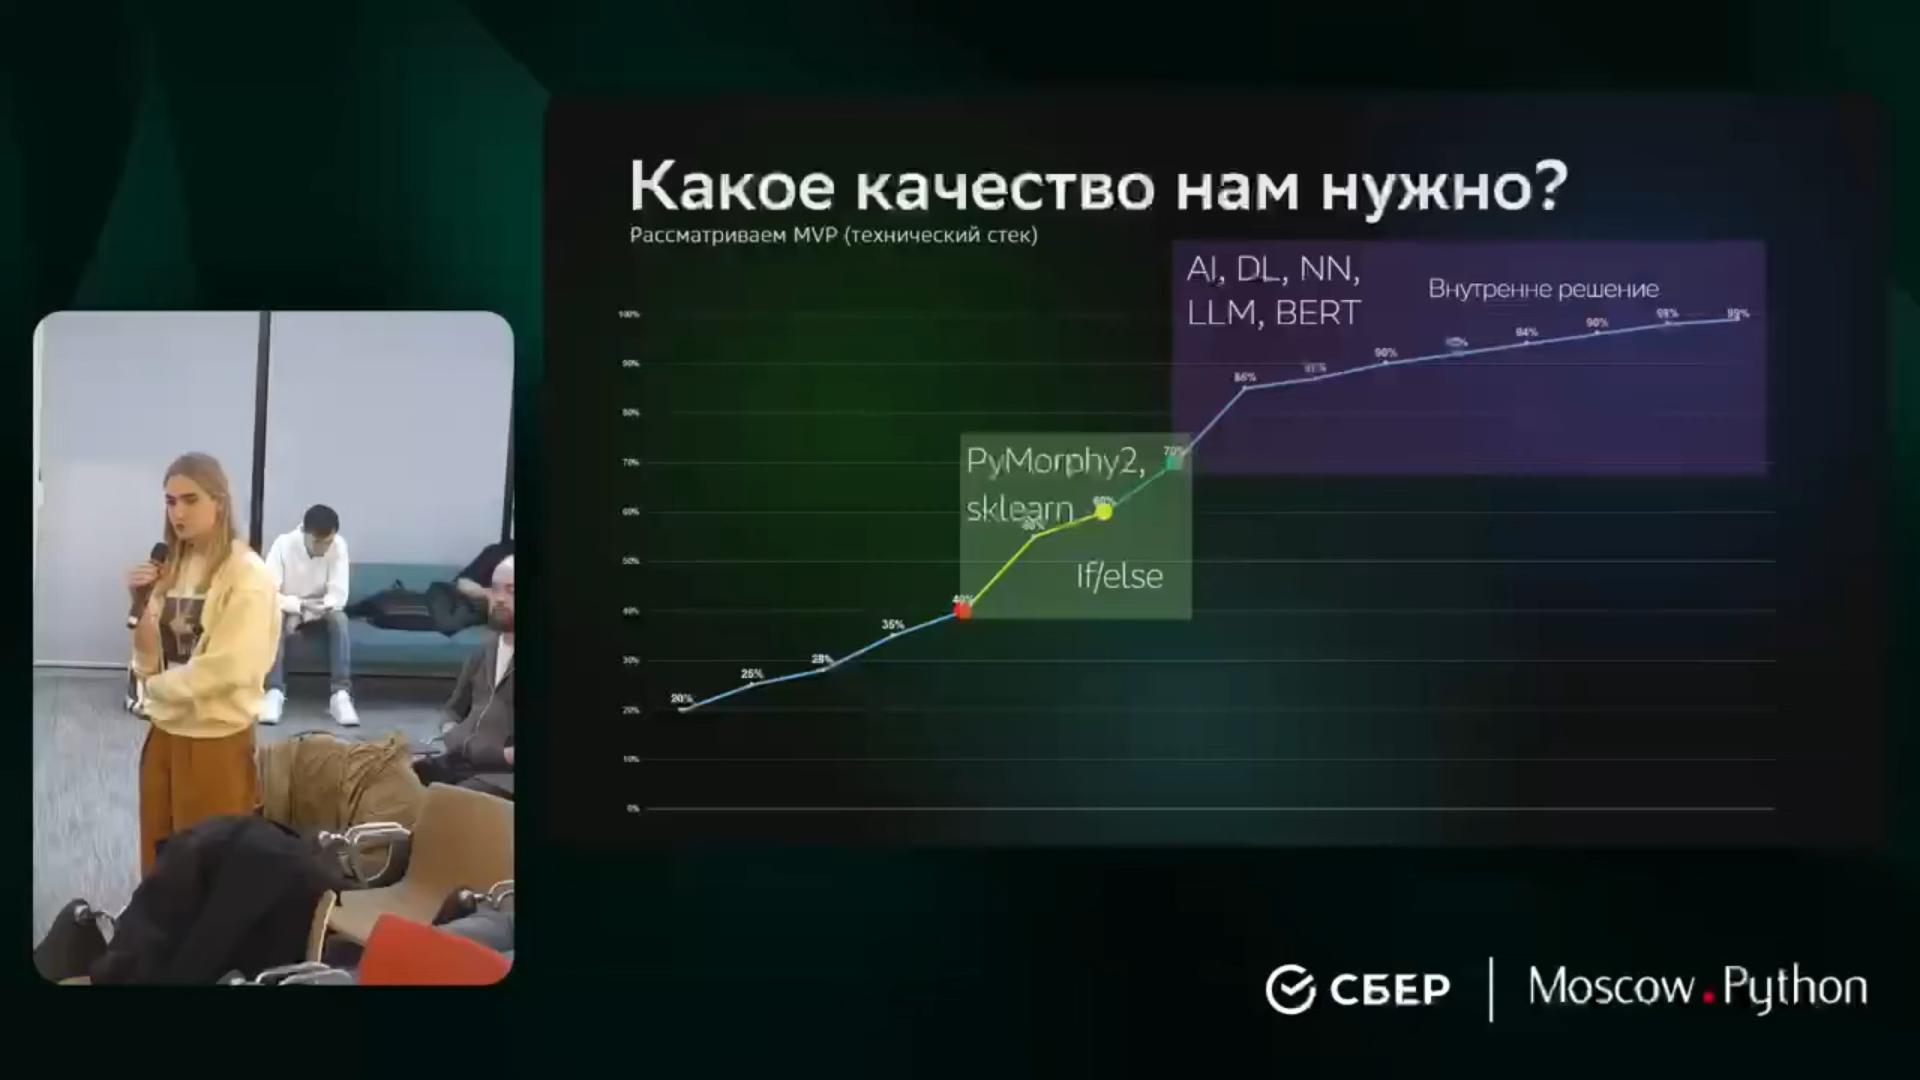 Какое качество нам нужно?
Рассматриваем MVP (технический стек)
AI, DL, NN,
LLM, BERT
Внутренне решение
PyMorphy2,
sklearn
If/else
100%
90%
80%
70%
60%
50%
40%
30%
20%
10%
0%
20%
25%
28%
35%
40%
60%
70%
90%
94%
99%
СБЕР
Moscow.Python